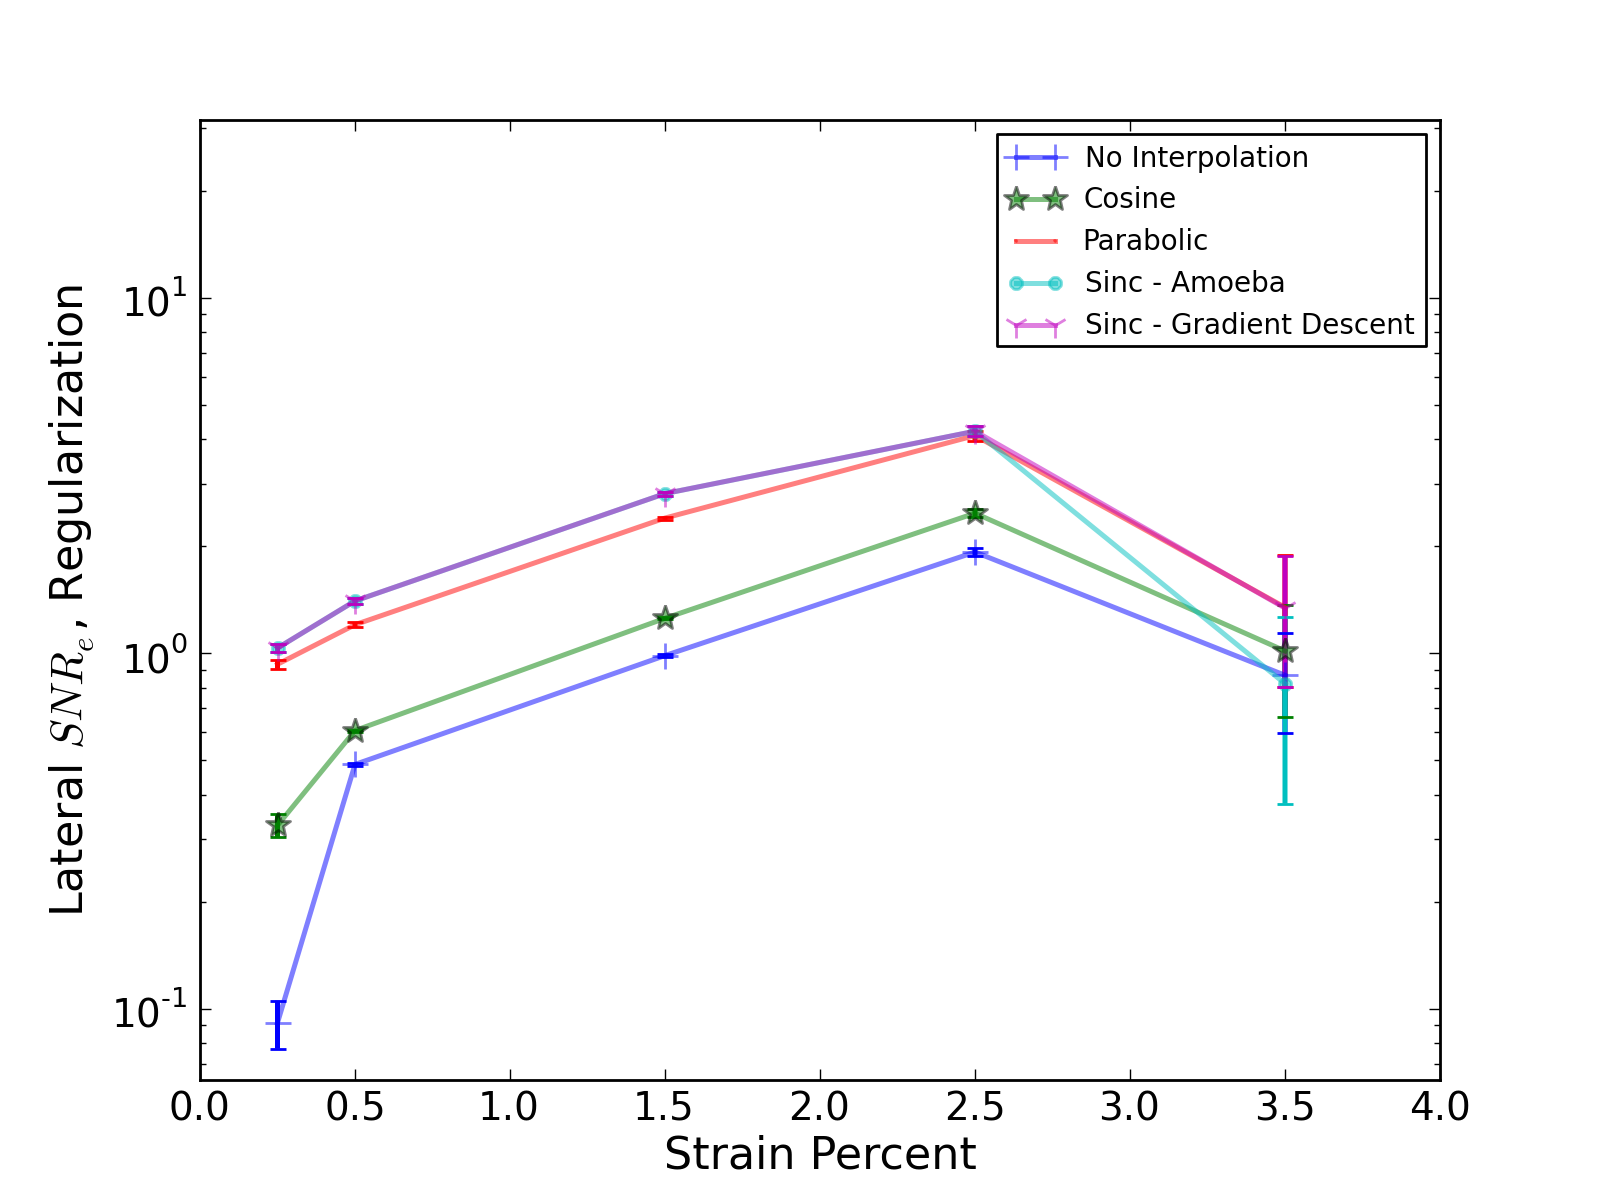 No Interpolation
Cosine
Parabolic
Sinc - Amoeba
Sinc - Gradient Descent
Lateral SNR_e, Regularization
10^1
10^0
10^-1
0.0 0.5 1.0 1.5 2.0 2.5 3.0 3.5 4.0
Strain Percent